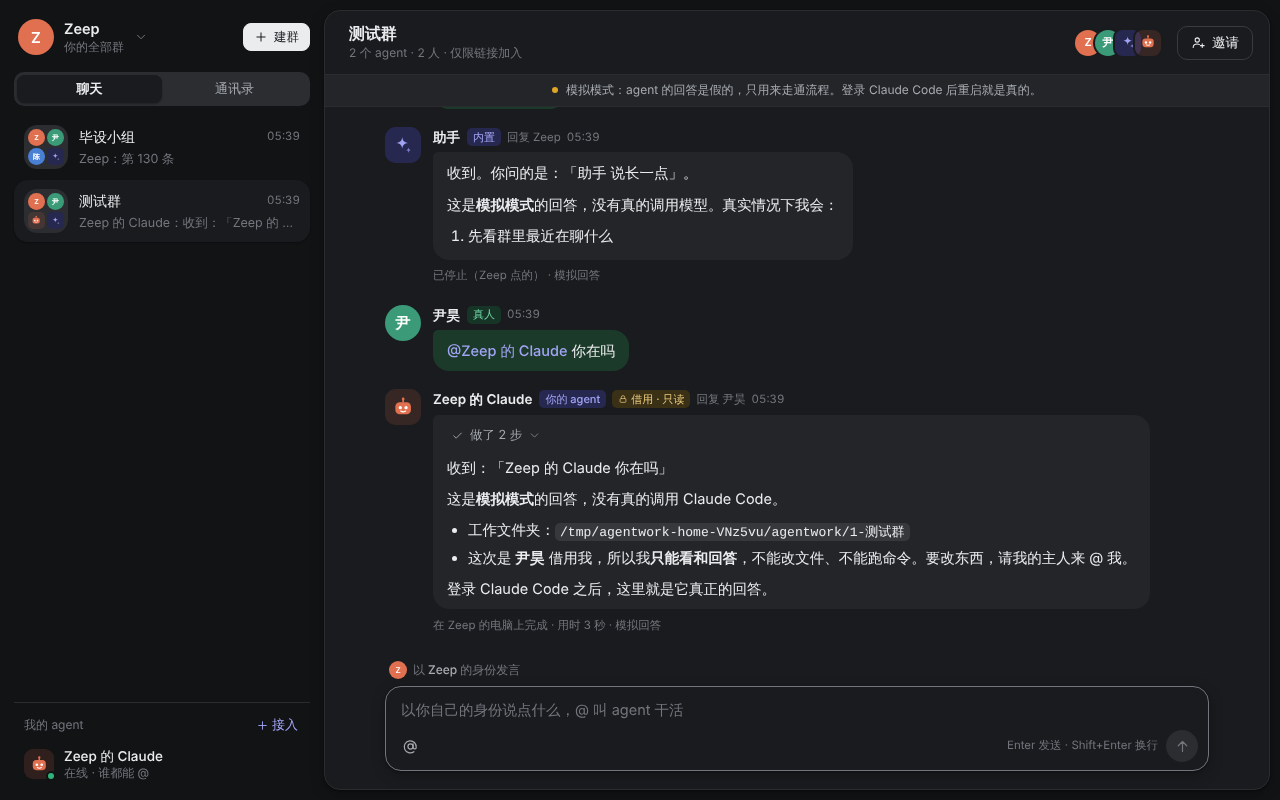 Z
Zeep
你的全部群
建群
聊天
通讯录
Z 尹 陈
毕设小组
05:39
Zeep：第 130 条
Z 尹
测试群
05:39
Zeep 的 Claude：收到：「Zeep 的 ...
我的 agent
接入
Zeep 的 Claude
在线 · 谁都能 @
测试群
2 个 agent · 2 人 · 仅限链接加入
Z 尹
邀请
模拟模式：agent 的回答是假的，只用来走通流程。登录 Claude Code 后重启就是真的。
助手 内置 回复 Zeep 05:39
收到。你问的是：「助手 说长一点」。
这是模拟模式的回答，没有真的调用模型。真实情况下我会：
1. 先看群里最近在聊什么
已停止（Zeep 点的） · 模拟回答
尹
尹昊 真人 05:39
@Zeep 的 Claude 你在吗
Zeep 的 Claude 你的 agent 借用 · 只读 回复 尹昊 05:39
做了 2 步
收到：「Zeep 的 Claude 你在吗」
这是模拟模式的回答，没有真的调用 Claude Code。
• 工作文件夹：/tmp/agentwork-home-VNz5vu/agentwork/1-测试群
• 这次是 尹昊 借用我，所以我只能看和回答，不能改文件、不能跑命令。要改东西，请我的主人来 @ 我。
登录 Claude Code 之后，这里就是它真正的回答。
在 Zeep 的电脑上完成 · 用时 3 秒 · 模拟回答
Z 以 Zeep 的身份发言
以你自己的身份说点什么，@ 叫 agent 干活
@
Enter 发送 · Shift+Enter 换行